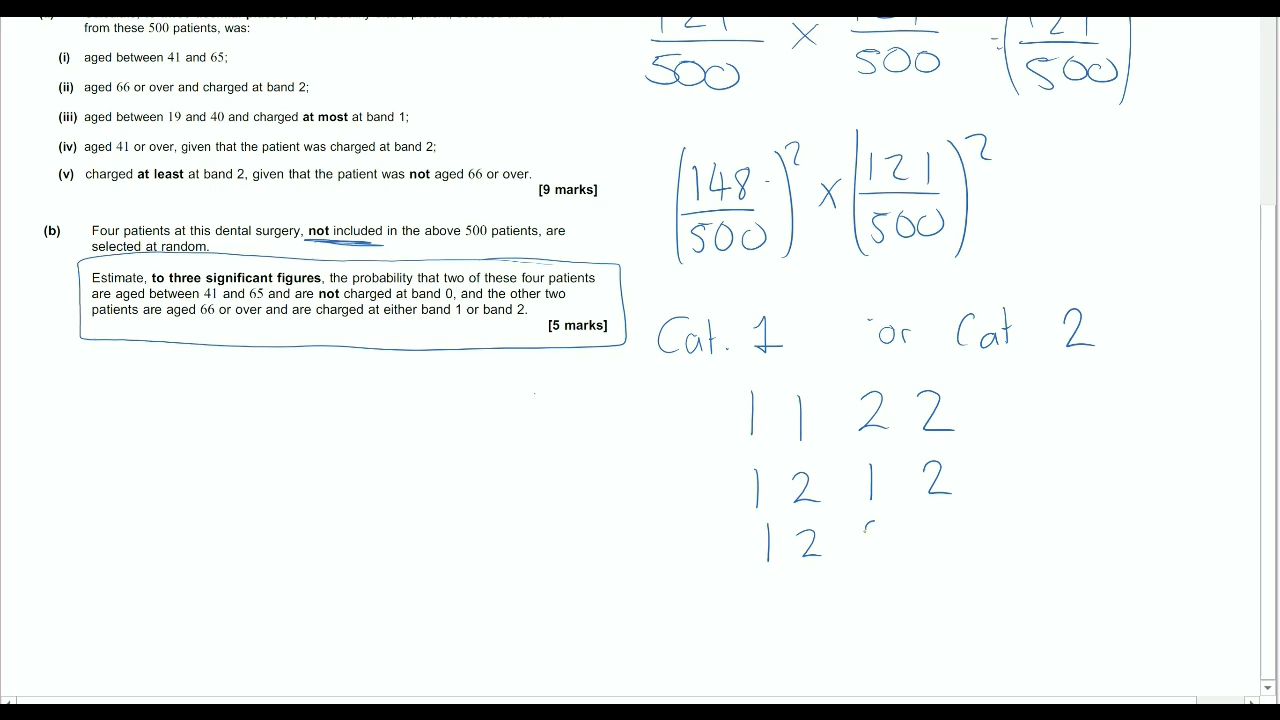 from these 500 patients, was:
(i) aged between 41 and 65;
(ii) aged 66 or over and charged at band 2;
(iii) aged between 19 and 40 and charged at most at band 1;
(iv) aged 41 or over, given that the patient was charged at band 2;
(v) charged at least at band 2, given that the patient was not aged 66 or over.
[9 marks]
(b) Four patients at this dental surgery, not included in the above 500 patients, are
selected at random.
Estimate, to three significant figures, the probability that two of these four patients
are aged between 41 and 65 and are not charged at band 0, and the other two
patients are aged 66 or over and are charged at either band 1 or band 2.
[5 marks]
121/500 × 121/500 = (121/500)
(148/500)² × (121/500)²
Cat. 1 or Cat 2
1 1 2 2
1 2 1 2
1 2